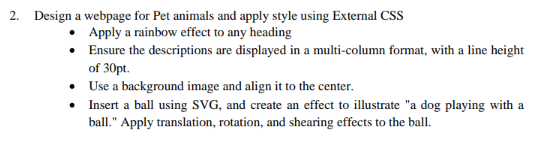 2. Design a webpage for Pet animals and apply style using External CSS
• Apply a rainbow effect to any heading
• Ensure the descriptions are displayed in a multi-column format, with a line height
of 30pt.
• Use a background image and align it to the center.
• Insert a ball using SVG, and create an effect to illustrate "a dog playing with a
ball." Apply translation, rotation, and shearing effects to the ball.